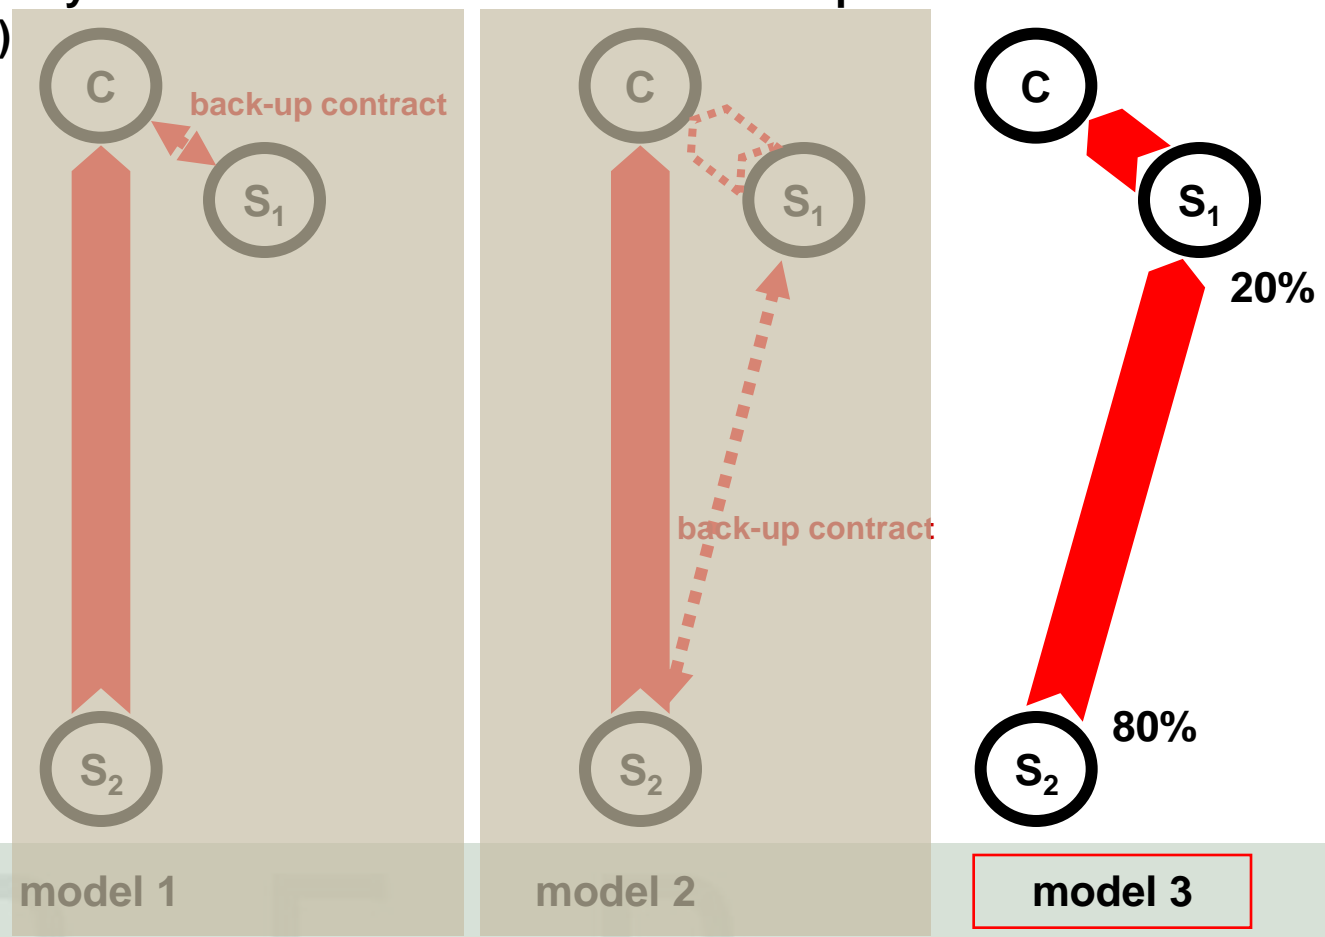 )
C
back-up contract
S1
S2
model 1
C
S1
back-up contract
S2
model 2
C
S1
20%
80%
S2
model 3